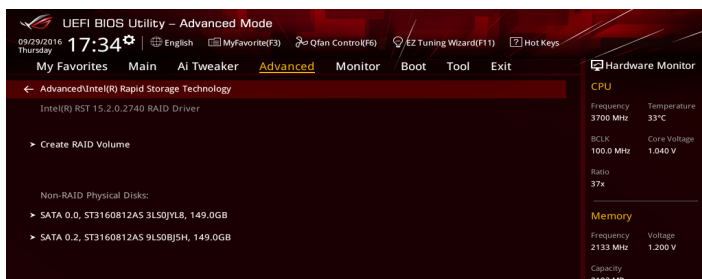 UEFI BIOS Utility – Advanced Mode
09/29/2016 Thursday 17:34 English MyFavorite(F3) Qfan Control(F6) EZ Tuning Wizard(F11) ? Hot Keys
My Favorites Main Ai Tweaker Advanced Monitor Boot Tool Exit
← Advanced\Intel(R) Rapid Storage Technology
Intel(R) RST 15.2.0.2740 RAID Driver
> Create RAID Volume
Non-RAID Physical Disks:
> SATA 0.0, ST3160812AS 3LS0JYL8, 149.0GB
> SATA 0.2, ST3160812AS 9LS0BJ5H, 149.0GB
Hardware Monitor
CPU
Frequency Temperature
3700 MHz 33°C
BCLK Core Voltage
100.0 MHz 1.040 V
Ratio
37x
Memory
Frequency Voltage
2133 MHz 1.200 V
Capacity